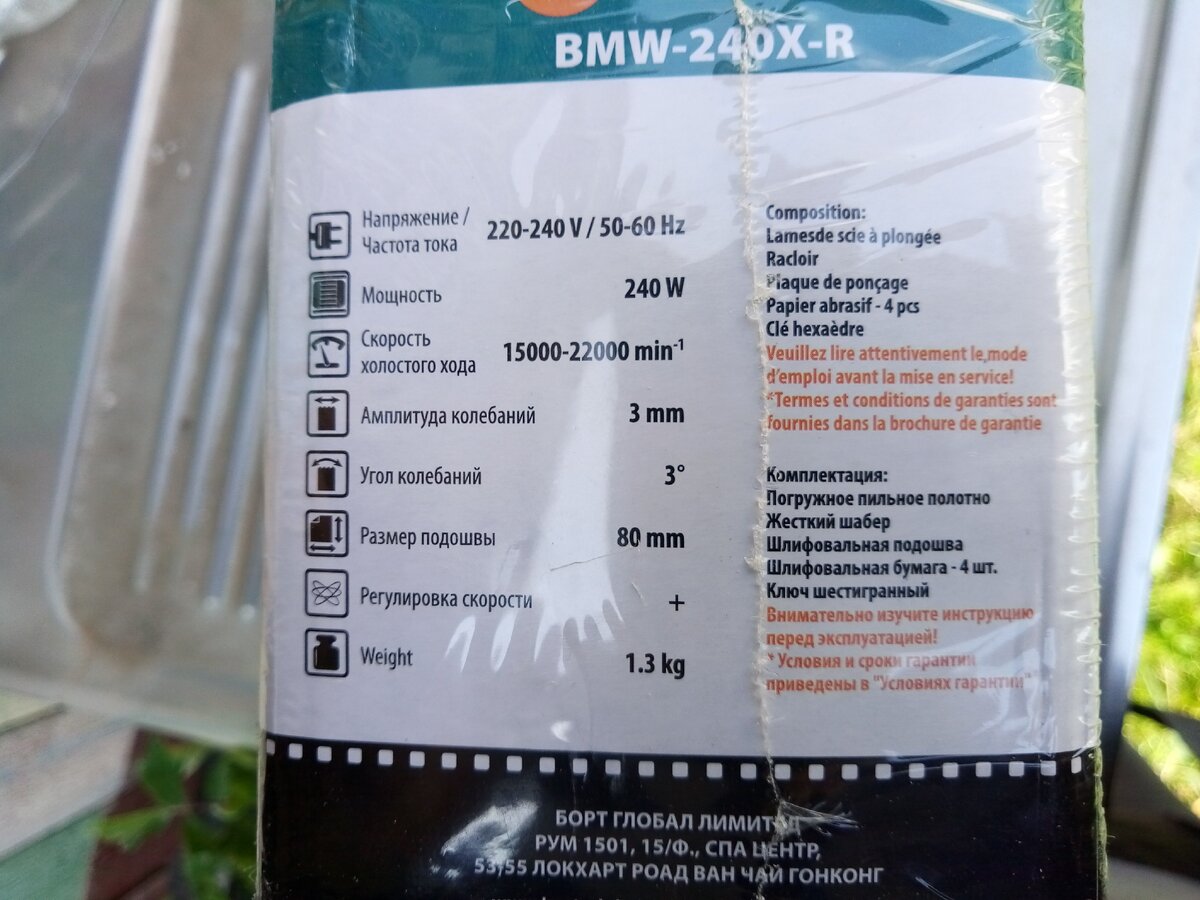 BMW-240X-R
Напряжение /
Частота тока
220-240 V / 50-60 Hz
Мощность
240 W
Скорость
холостого хода
15000-22000 min⁻¹
Амплитуда колебаний
3 mm
Угол колебаний
3°
Размер подошвы
80 mm
Регулировка скорости
+
Weight
1.3 kg
Composition:
Lamesde scie à plongée
Racloir
Plaque de ponçage
Papier abrasif - 4 pcs
Clé hexaèdre
Veuillez lire attentivement le,mode
d'emploi avant la mise en service!
*Termes et conditions de garanties sont
fournies dans la brochure de garantie
Комплектация:
Погружное пильное полотно
Жесткий шабер
Шлифовальная подошва
Шлифовальная бумага - 4 шт.
Ключ шестигранный
Внимательно изучите инструкцию
перед эксплуатацией!
* Условия и сроки гарантии
приведены в "Условиях гарантии"
БОРТ ГЛОБАЛ ЛИМИТЭД
РУМ 1501, 15/Ф., СПА ЦЕНТР,
53/55 ЛОКХАРТ РОАД ВАН ЧАЙ ГОНКОНГ